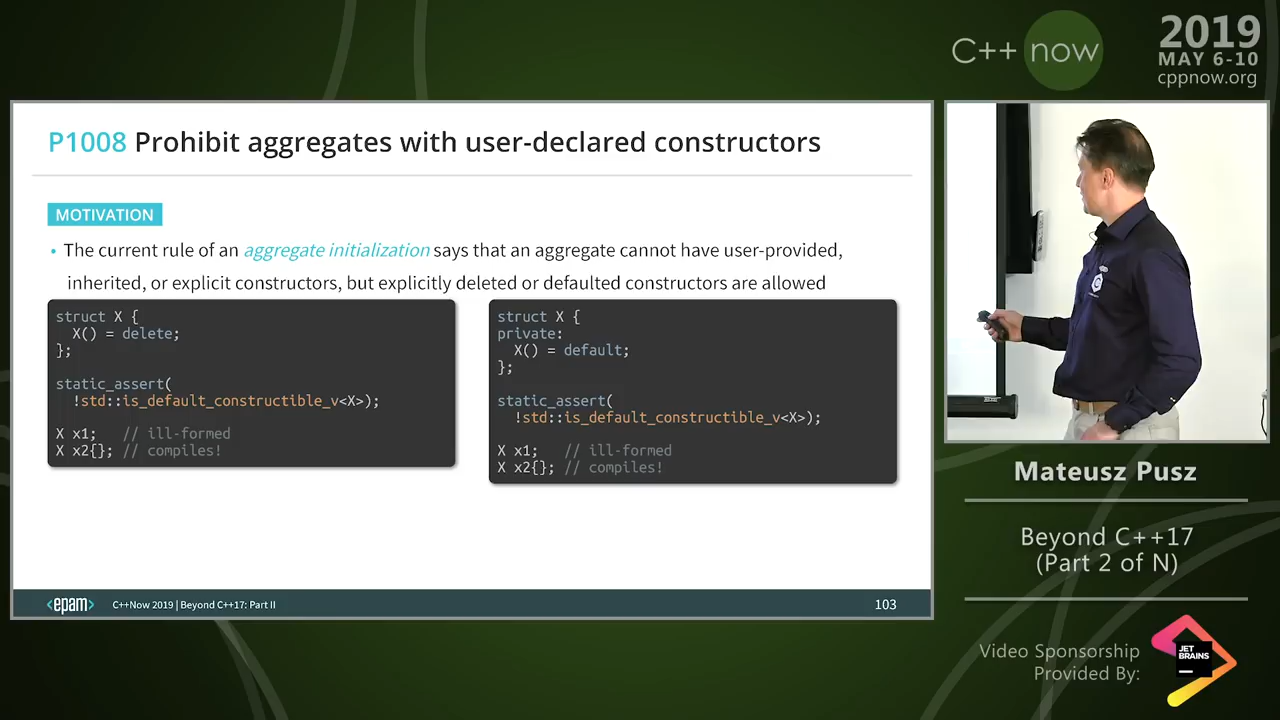 C++ now
2019
MAY 6-10
cppnow.org
P1008 Prohibit aggregates with user-declared constructors
MOTIVATION
• The current rule of an aggregate initialization says that an aggregate cannot have user-provided,
inherited, or explicit constructors, but explicitly deleted or defaulted constructors are allowed
struct X {
  X() = delete;
};
static_assert(
  !std::is_default_constructible_v<X>);
X x1;   // ill-formed
X x2{}; // compiles!
struct X {
private:
  X() = default;
};
static_assert(
  !std::is_default_constructible_v<X>);
X x1;   // ill-formed
X x2{}; // compiles!
<epam>
C++Now 2019 | Beyond C++17: Part II
103
Mateusz Pusz
Beyond C++17
(Part 2 of N)
Video Sponsorship
Provided By:
JET
BRAINS